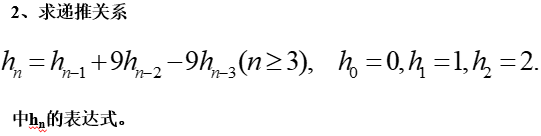 2、求递推关系
hₙ = hₙ₋₁ + 9hₙ₋₂ − 9hₙ₋₃ (n ≥ 3), h₀ = 0, h₁ = 1, h₂ = 2.
中hₙ的表达式。